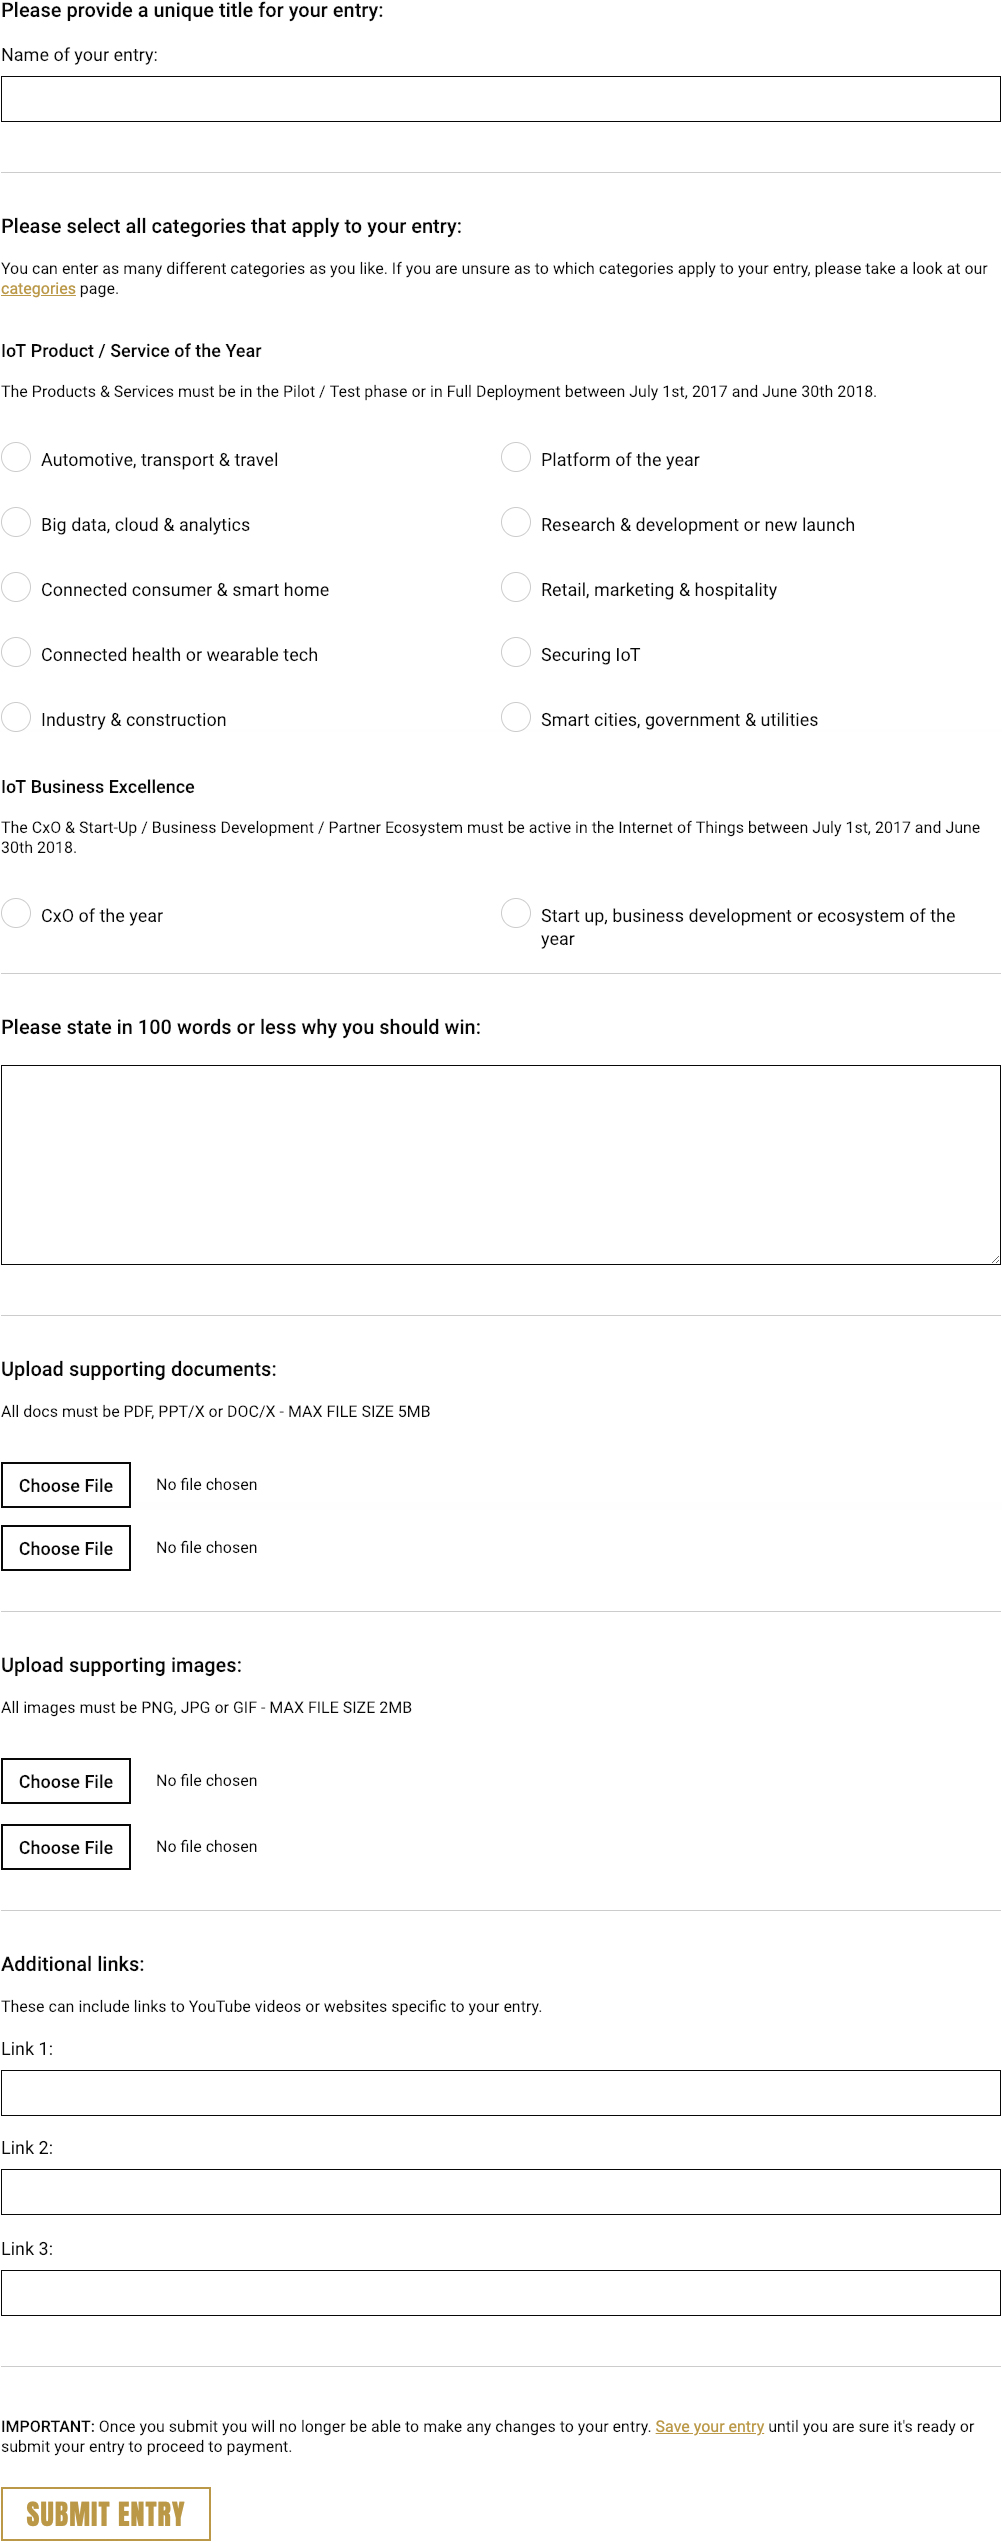 Please provide a unique title for your entry:
Name of your entry:
Please select all categories that apply to your entry:
You can enter as many different categories as you like. If you are unsure as to which categories apply to your entry, please take a look at our
categories page.
IoT Product / Service of the Year
The Products & Services must be in the Pilot / Test phase or in Full Deployment between July 1st, 2017 and June 30th 2018.
Automotive, transport & travel
Platform of the year
Big data, cloud & analytics
Research & development or new launch
Connected consumer & smart home
Retail, marketing & hospitality
Connected health or wearable tech
Securing IoT
Industry & construction
Smart cities, government & utilities
IoT Business Excellence
The CxO & Start-Up / Business Development / Partner Ecosystem must be active in the Internet of Things between July 1st, 2017 and June
30th 2018.
CxO of the year
Start up, business development or ecosystem of the
year
Please state in 100 words or less why you should win:
Upload supporting documents:
All docs must be PDF, PPT/X or DOC/X - MAX FILE SIZE 5MB
Choose File No file chosen
Choose File No file chosen
Upload supporting images:
All images must be PNG, JPG or GIF - MAX FILE SIZE 2MB
Choose File No file chosen
Choose File No file chosen
Additional links:
These can include links to YouTube videos or websites specific to your entry.
Link 1:
Link 2:
Link 3:
IMPORTANT: Once you submit you will no longer be able to make any changes to your entry. Save your entry until you are sure it's ready or
submit your entry to proceed to payment.
SUBMIT ENTRY